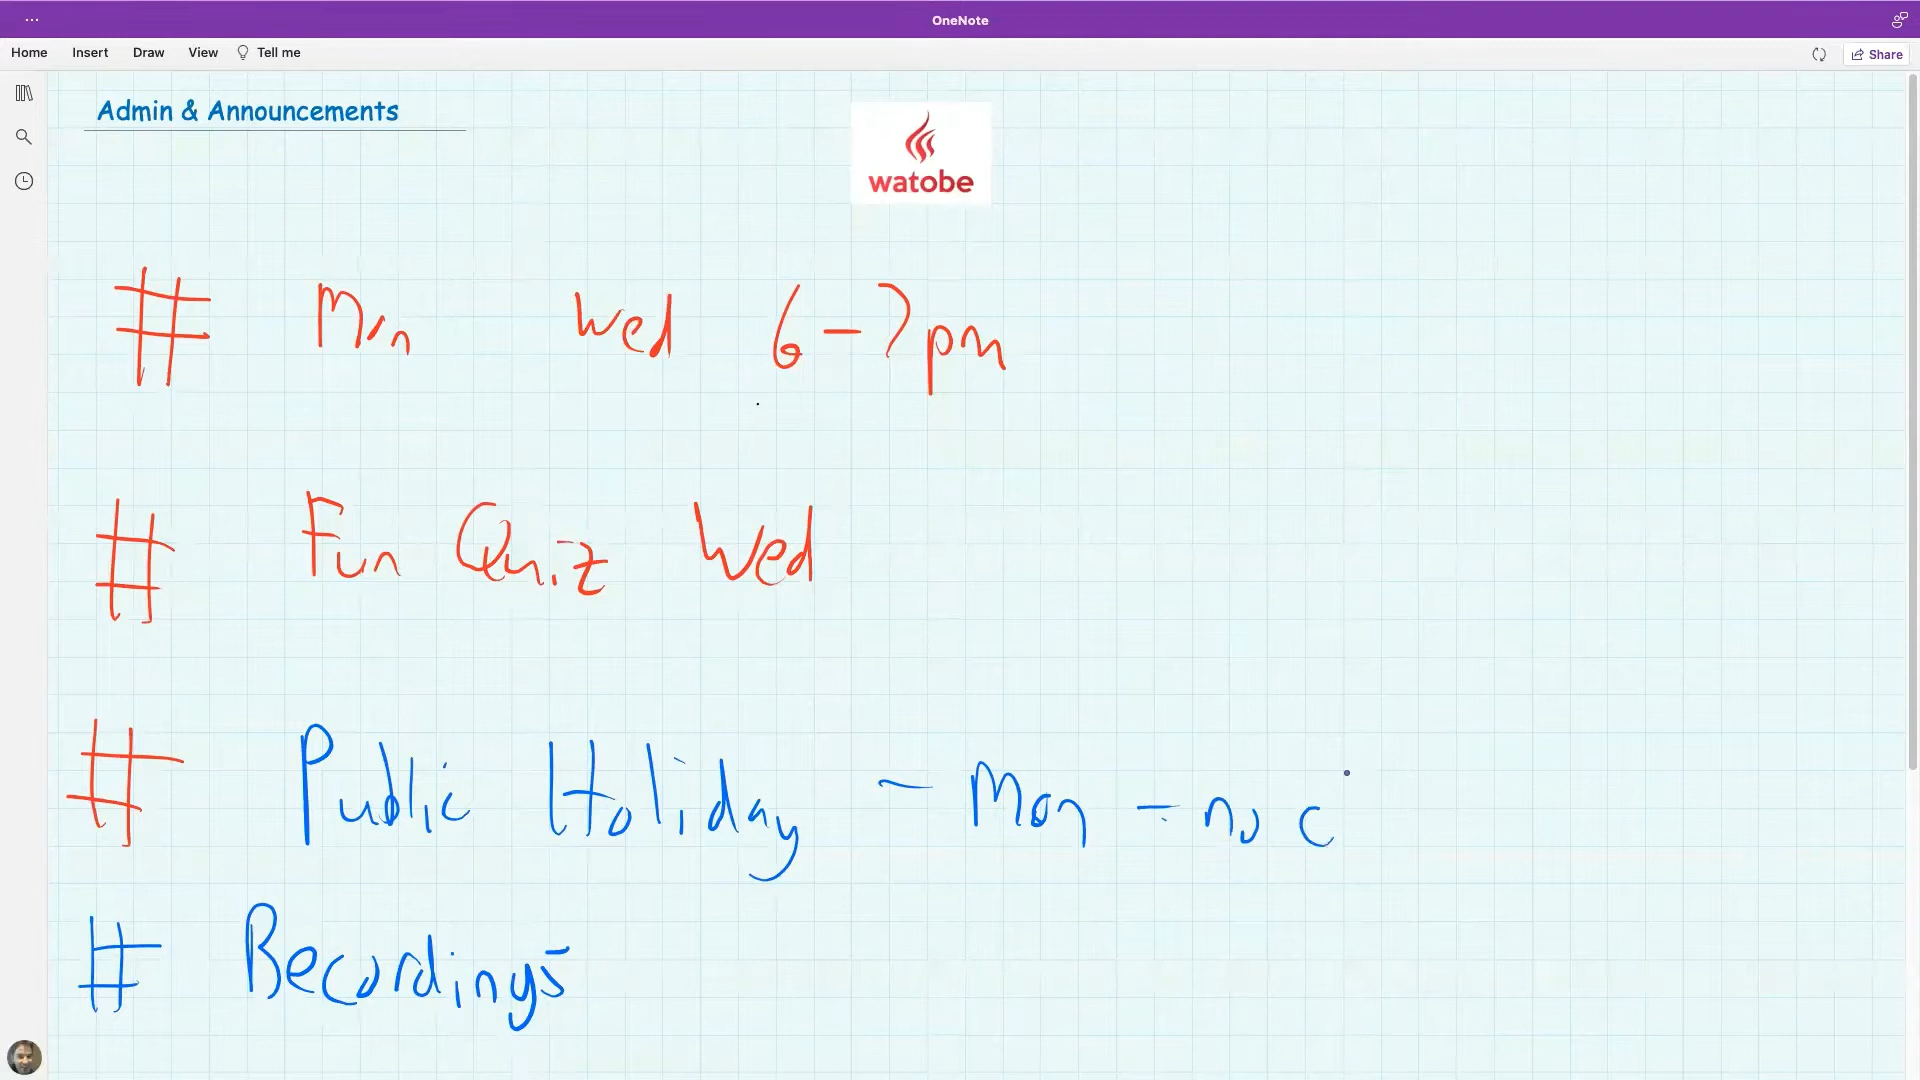 OneNote
Home Insert Draw View Tell me Share
Admin & Announcements
watobe
# Mon Wed 6-7pm
# Fun Quiz Wed
# Public Holiday - Mon - no c
# Recordings